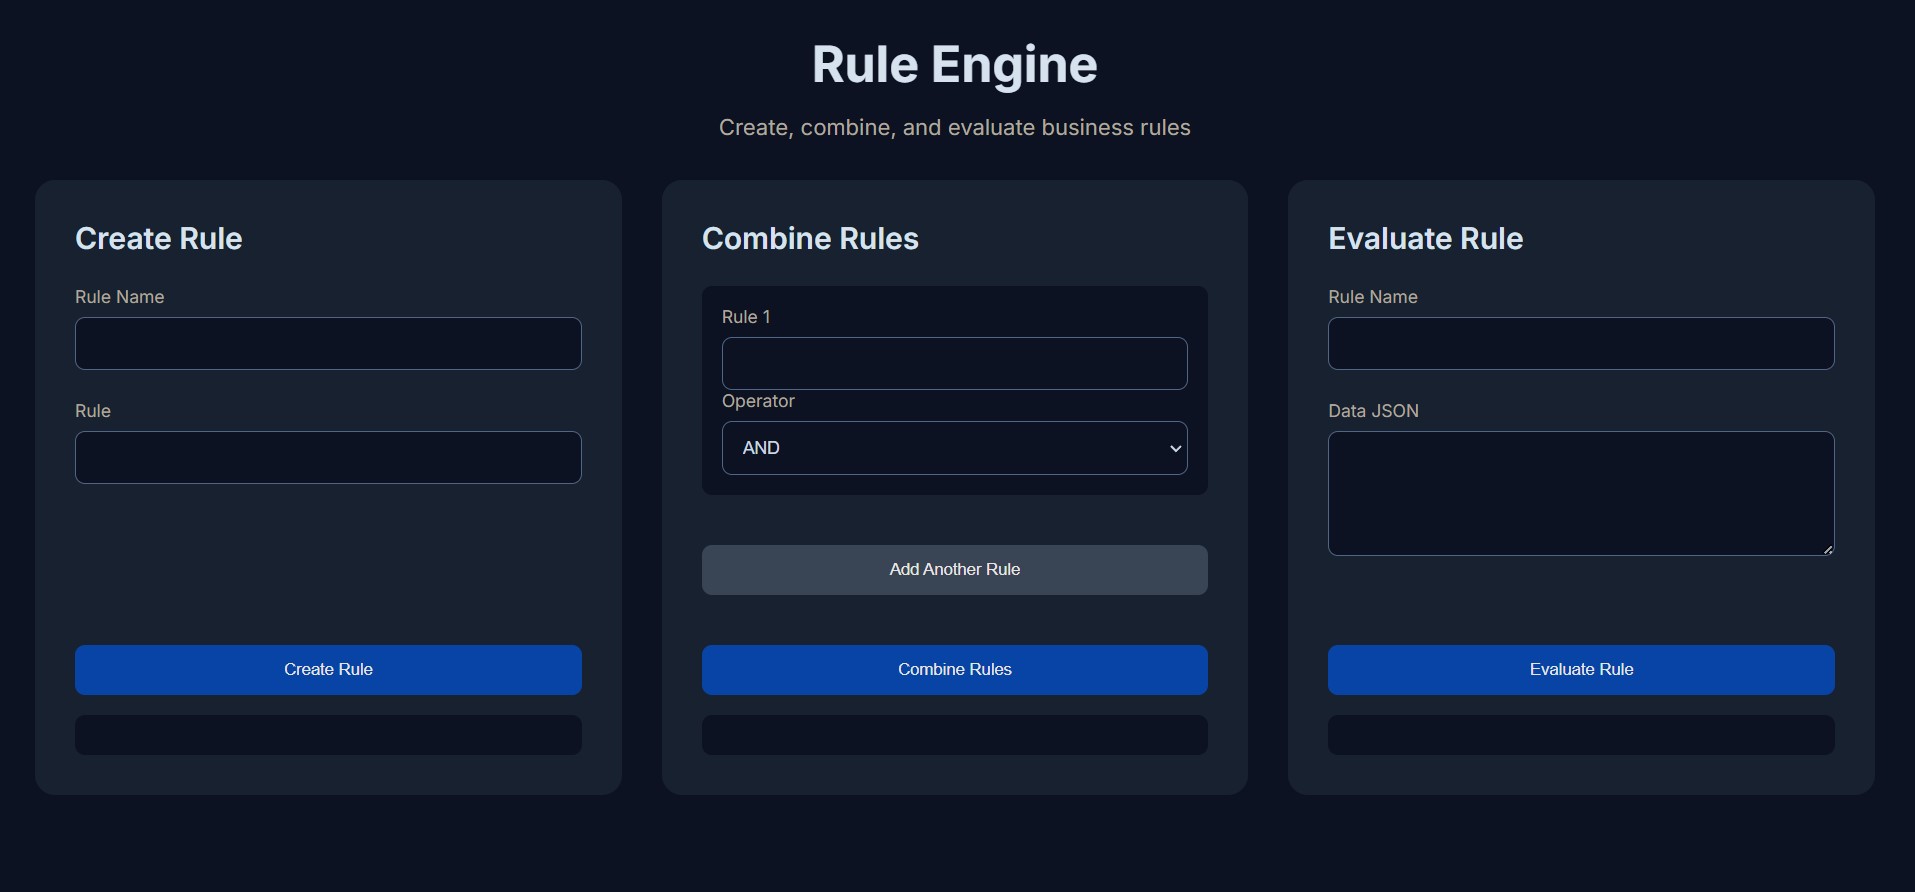 Rule Engine
Create, combine, and evaluate business rules
Create Rule
Rule Name
Rule
Create Rule
Combine Rules
Rule 1
Operator
AND
Add Another Rule
Combine Rules
Evaluate Rule
Rule Name
Data JSON
Evaluate Rule